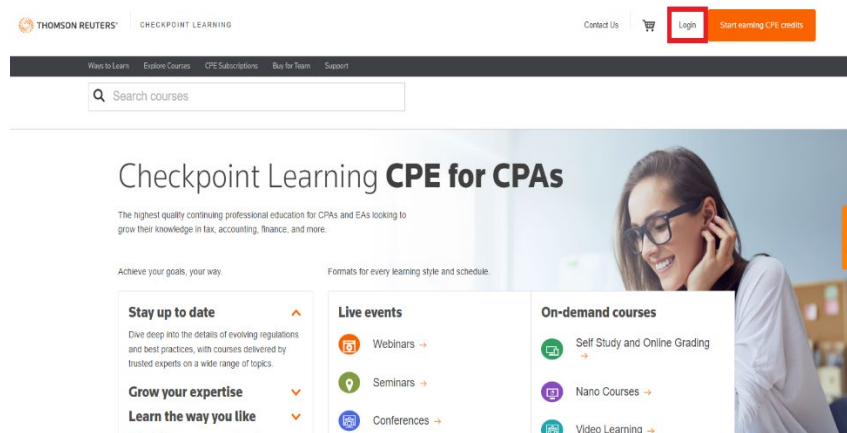 THOMSON REUTERS®
CHECKPOINT LEARNING
Contact Us
Login
Start earning CPE credits
Ways to Learn
Explore Courses
CPE Subscriptions
Buy for Team
Support
Search courses
Checkpoint Learning CPE for CPAs
The highest quality continuing professional education for CPAs and EAs looking to
grow their knowledge in tax, accounting, finance, and more.
Achieve your goals, your way.
Formats for every learning style and schedule.
Stay up to date
Dive deep into the details of evolving regulations
and best practices, with courses delivered by
trusted experts on a wide range of topics.
Grow your expertise
Learn the way you like
Live events
Webinars →
Seminars →
Conferences →
On-demand courses
Self Study and Online Grading
→
Nano Courses →
Video Learning →